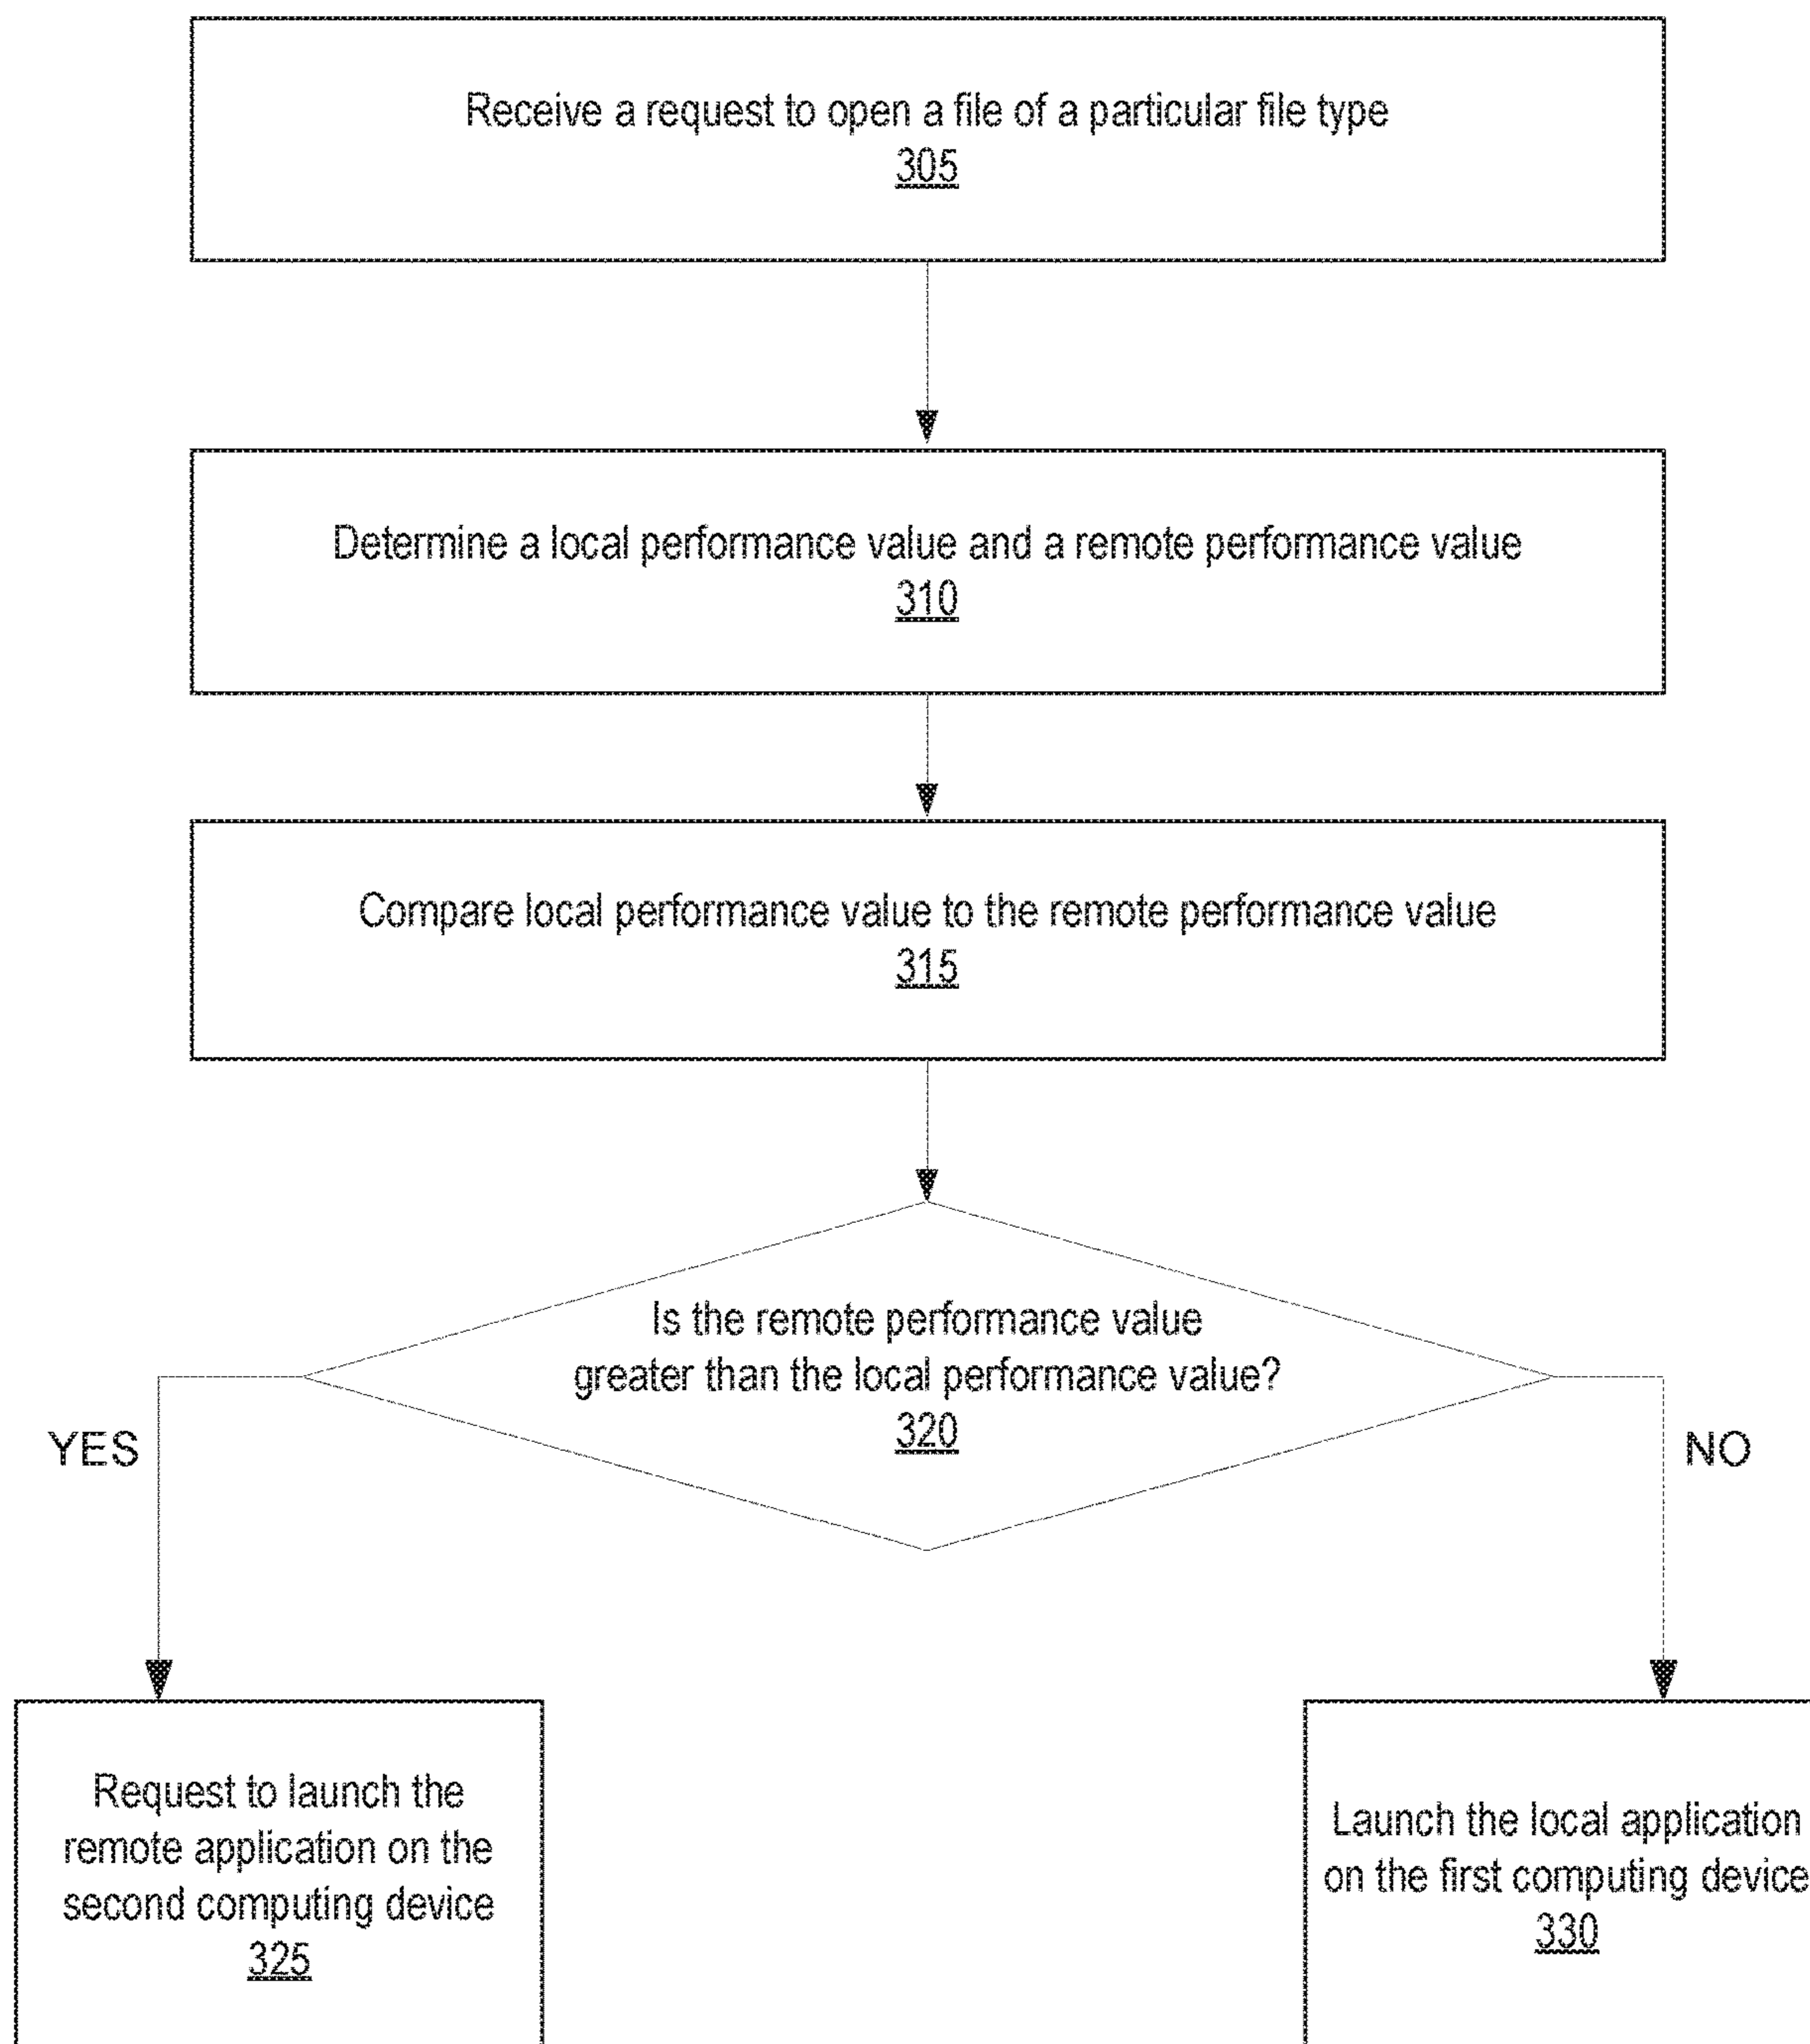 Receive a request to open a file of a particular file type
305
Determine a local performance value and a remote performance value
310
Compare local performance value to the remote performance value
315
Is the remote performance value
greater than the local performance value?
320
YES
NO
Request to launch the
remote application on the
second computing device
325
Launch the local application
on the first computing device
330